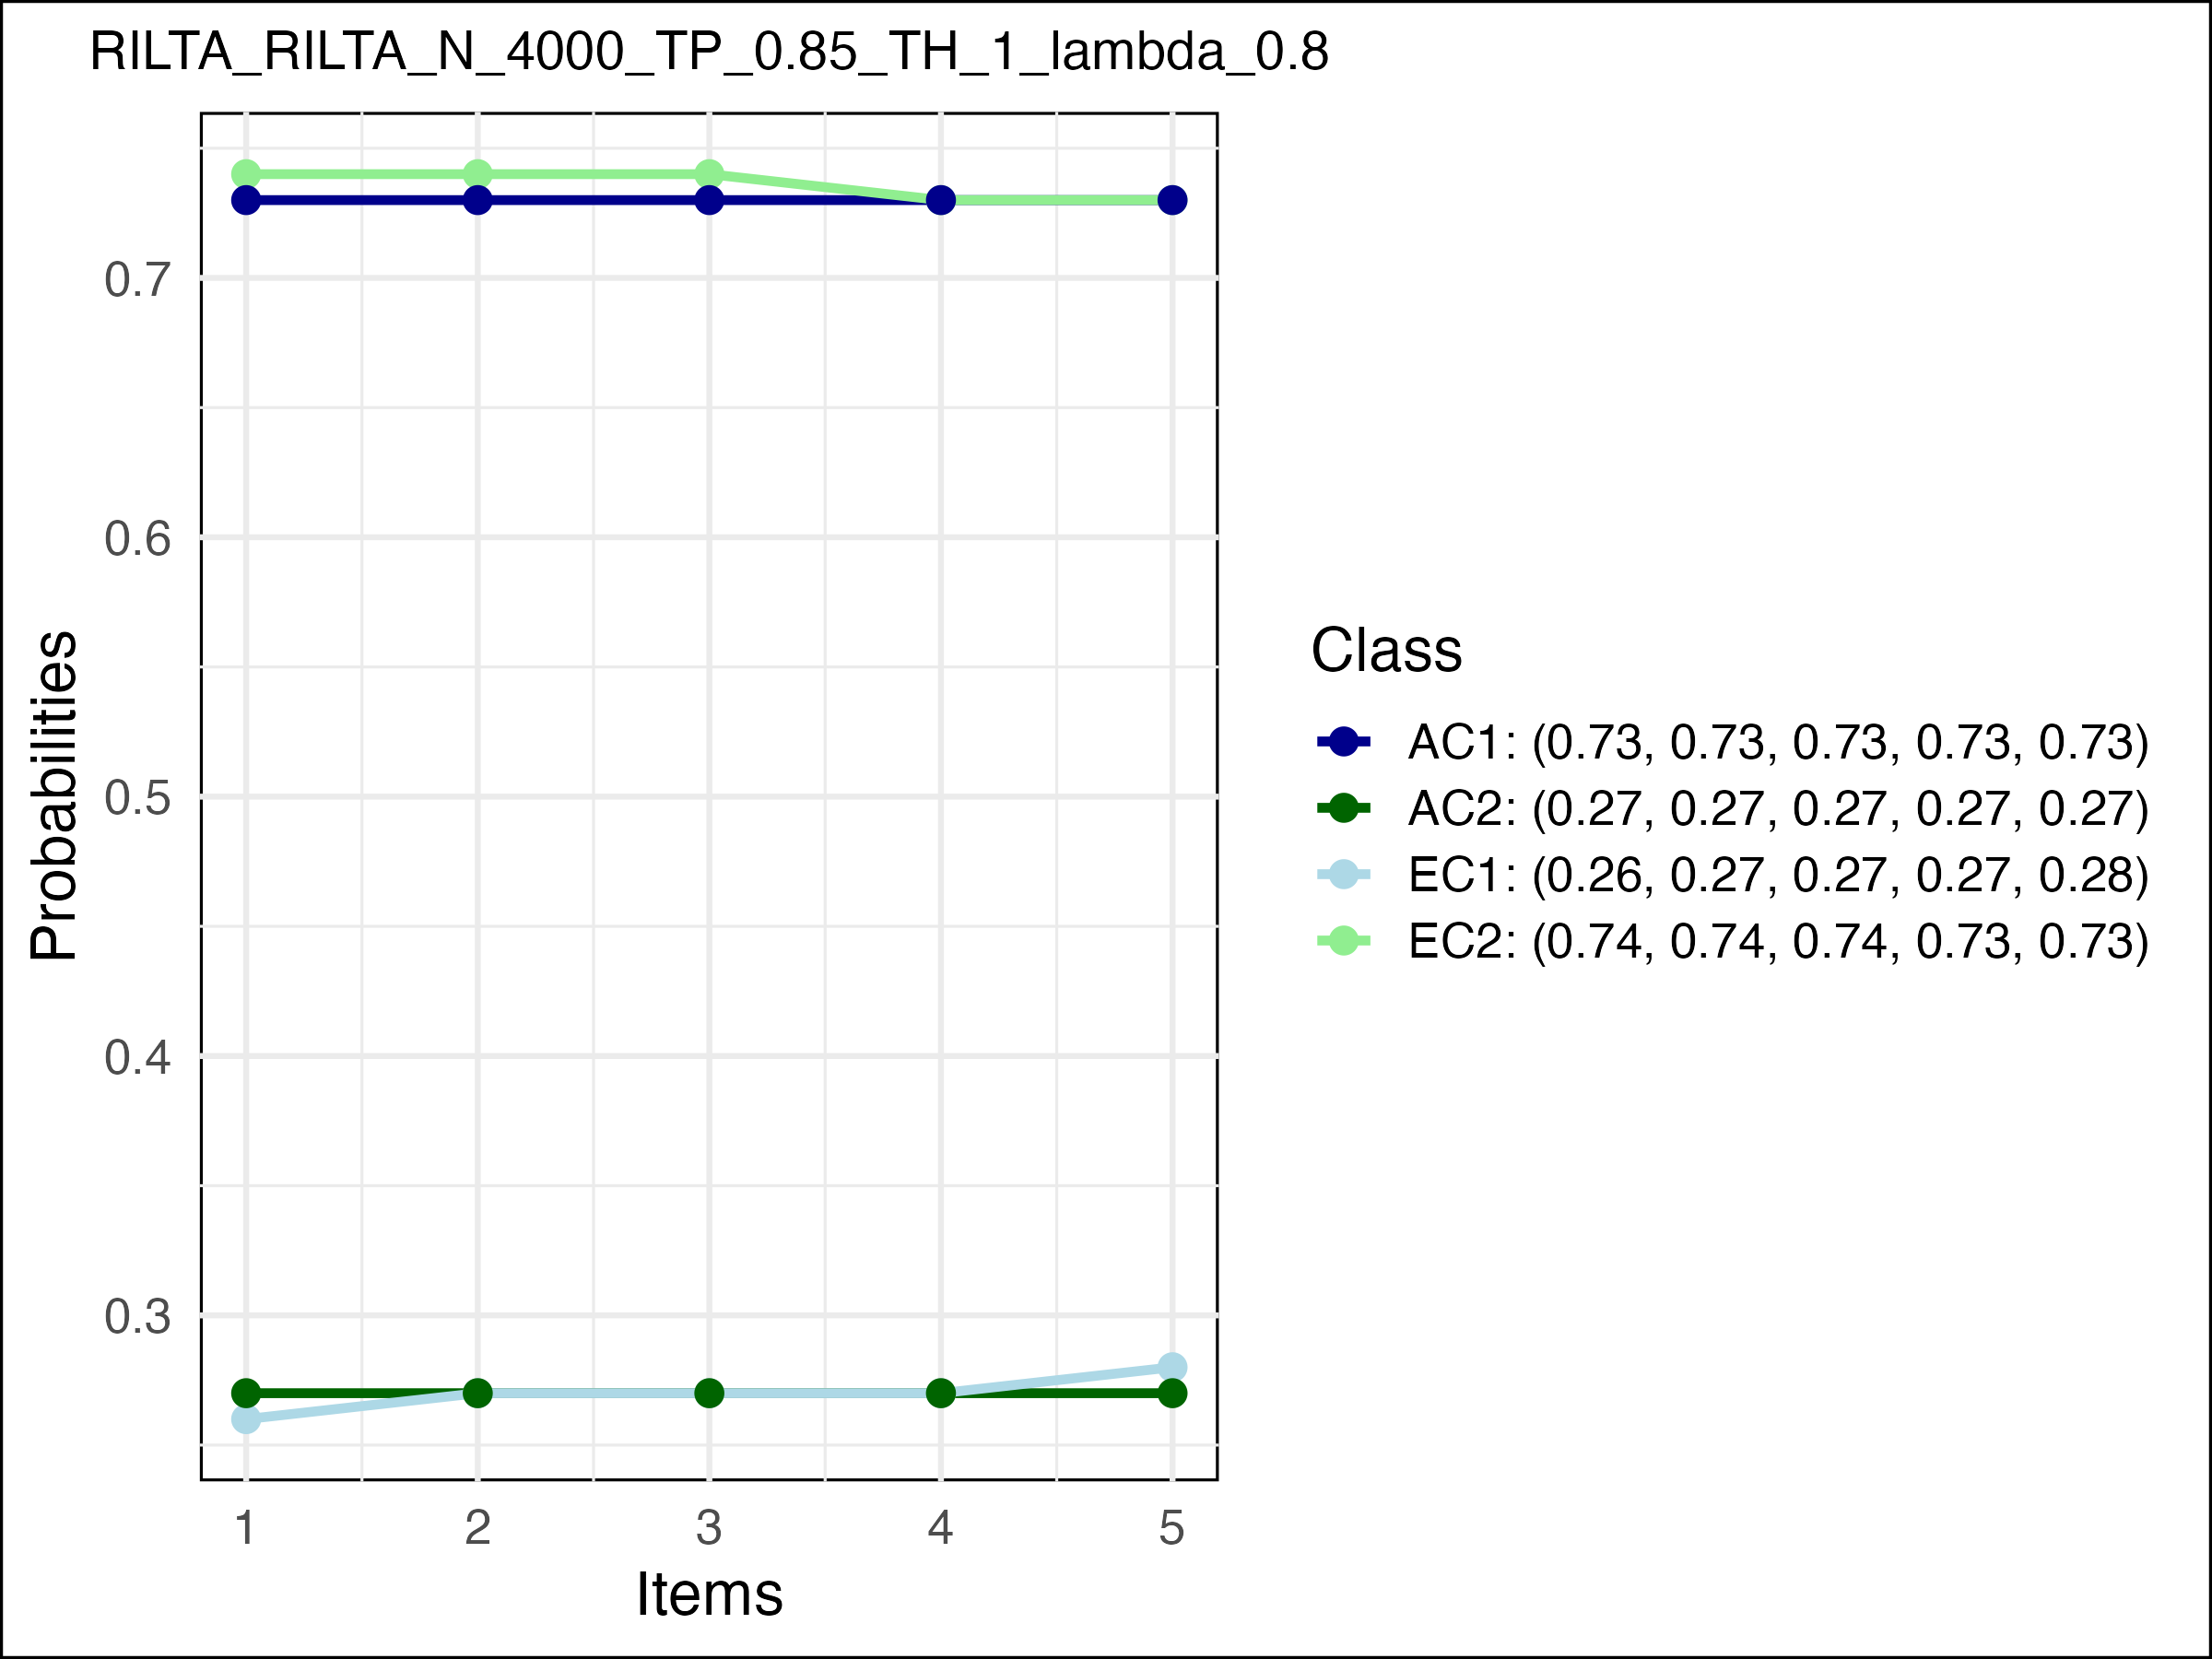 RILTA_RILTA_N_4000_TP_0.85_TH_1_lambda_0.8
Probabilities
0.7
0.6
0.5
0.4
0.3
1 2 3 4 5
Items
Class
AC1: (0.73, 0.73, 0.73, 0.73, 0.73)
AC2: (0.27, 0.27, 0.27, 0.27, 0.27)
EC1: (0.26, 0.27, 0.27, 0.27, 0.28)
EC2: (0.74, 0.74, 0.74, 0.73, 0.73)